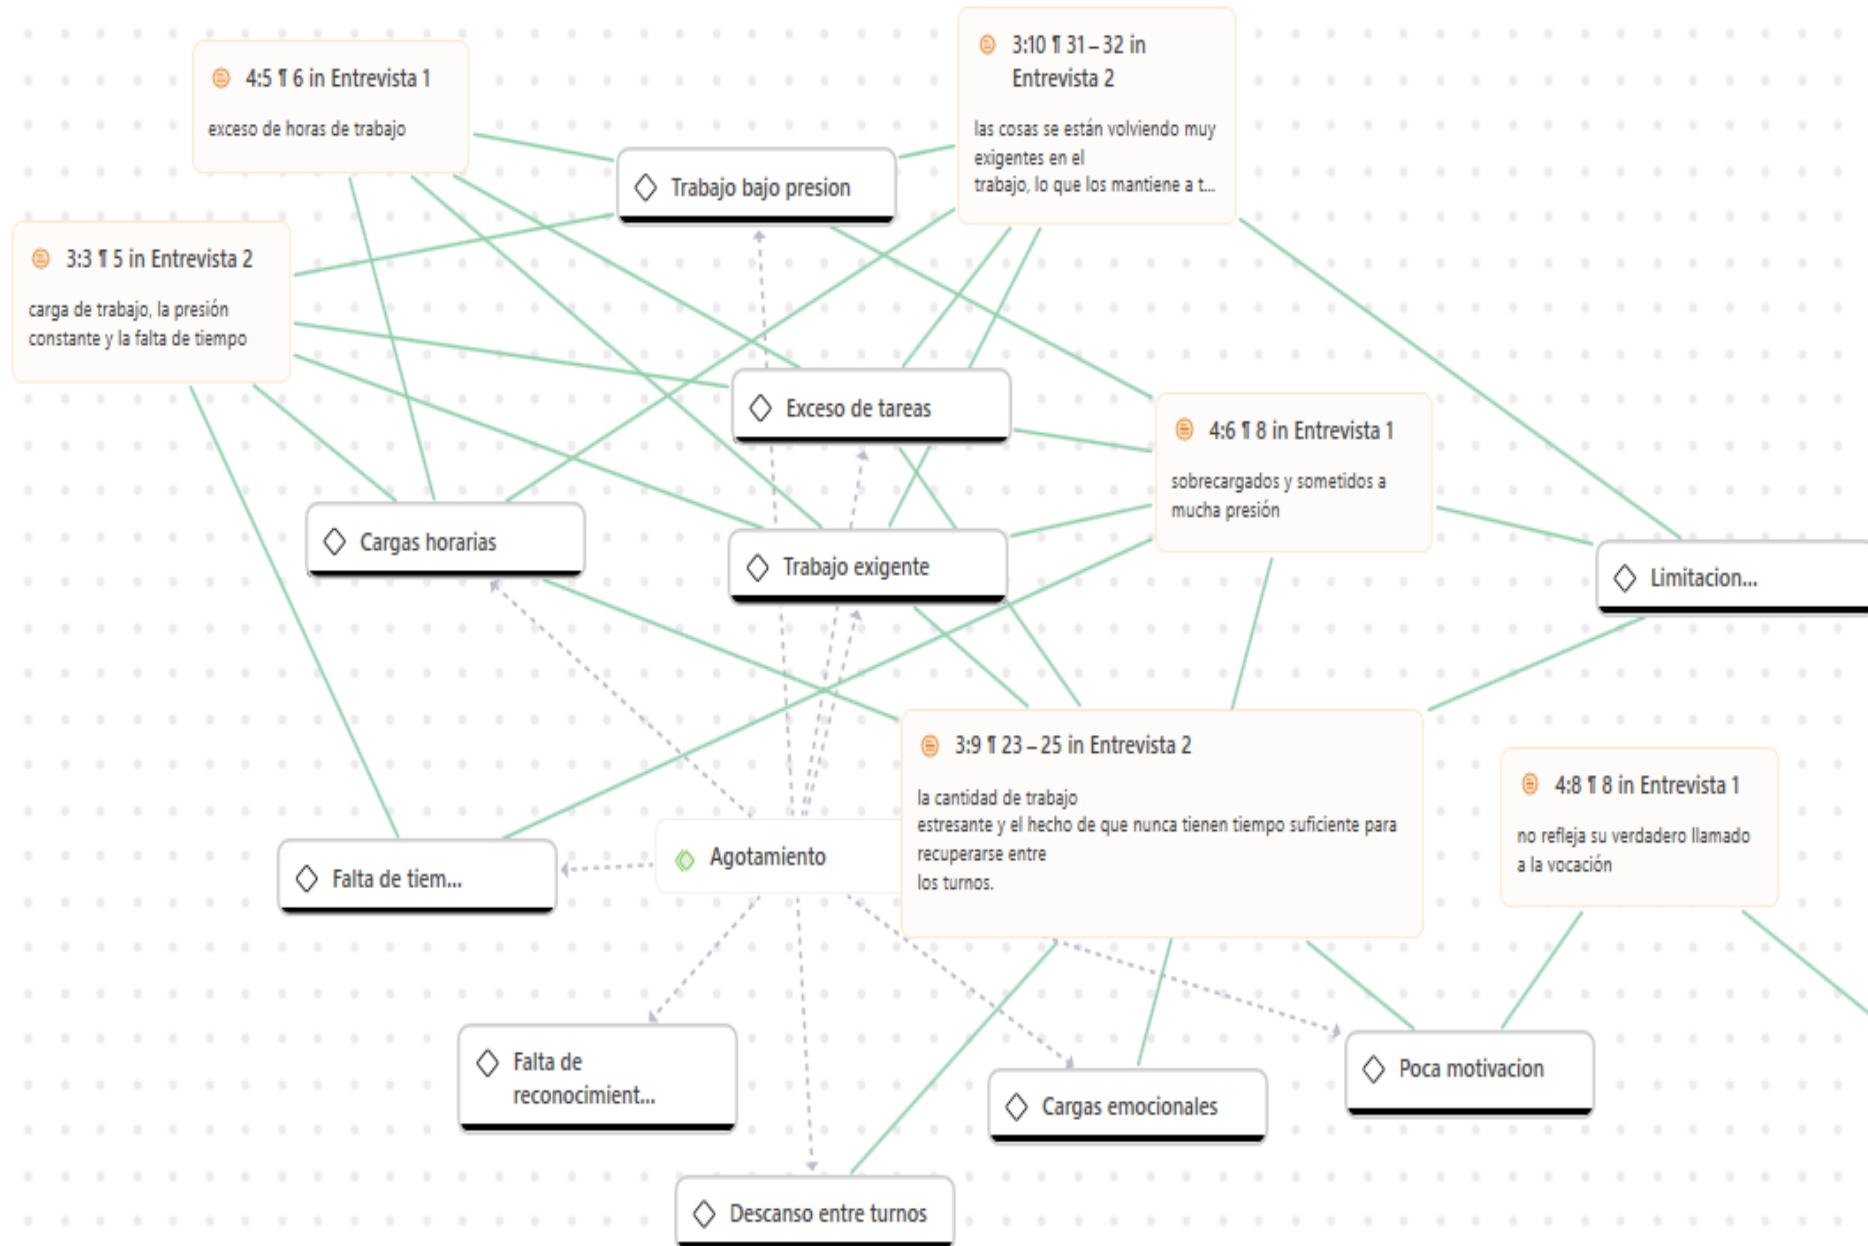 4:5 ¶ 6 in Entrevista 1
exceso de horas de trabajo
3:10 ¶ 31 – 32 in
Entrevista 2
las cosas se están volviendo muy
exigentes en el
trabajo, lo que los mantiene a t...
Trabajo bajo presion
3:3 ¶ 5 in Entrevista 2
carga de trabajo, la presión
constante y la falta de tiempo
Exceso de tareas
4:6 ¶ 8 in Entrevista 1
sobrecargados y sometidos a
mucha presión
Cargas horarias
Trabajo exigente
Limitacion...
3:9 ¶ 23 – 25 in Entrevista 2
la cantidad de trabajo
estresante y el hecho de que nunca tienen tiempo suficiente para
recuperarse entre
los turnos.
4:8 ¶ 8 in Entrevista 1
no refleja su verdadero llamado
a la vocación
Agotamiento
Falta de tiem...
Falta de
reconocimient...
Cargas emocionales
Poca motivacion
Descanso entre turnos